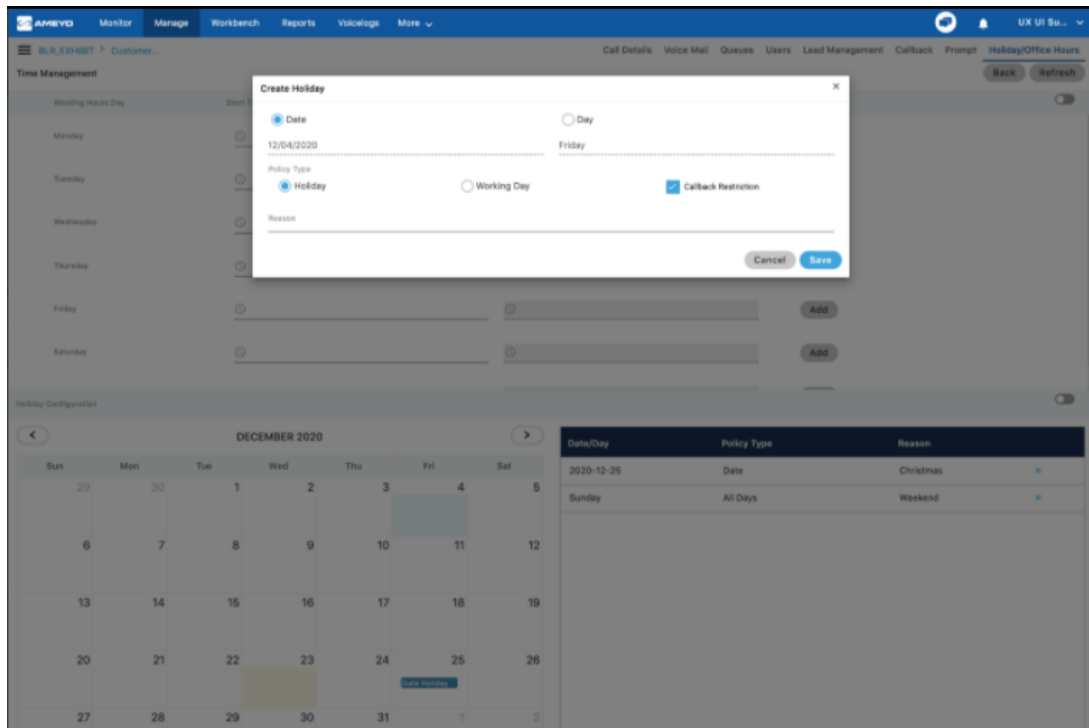 AMEYO Monitor Manage Workbench Reports Voicelogs More UX UI Su...
BLR_EXHIBIT > Customer... Call Details Voice Mail Queues Users Lead Management Callback Prompt Holiday/Office Hours
Time Management Back Refresh
Create Holiday ×
Working Hours Day Start T
Date Day
Monday
12/04/2020 Friday
Policy Type
Tuesday
Holiday Working Day Callback Restriction
Wednesday
Reason
Thursday
Cancel Save
Friday Add
Saturday Add
Holiday Configuration
< DECEMBER 2020 >
Date/Day Policy Type Reason
Sun Mon Tue Wed Thu Fri Sat
2020-12-25 Date Christmas ×
29 30 1 2 3 4 5
Sunday All Days Weekend ×
6 7 8 9 10 11 12
13 14 15 16 17 18 19
20 21 22 23 24 25 26
Date Holiday
27 28 29 30 31 1 2